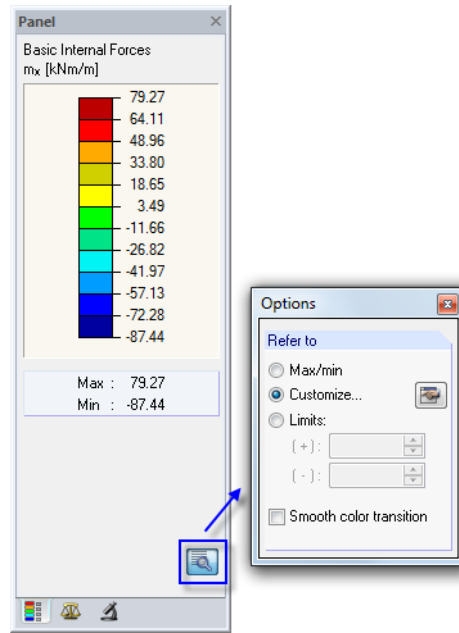 Panel
Basic Internal Forces
mx [kNm/m]
79.27
64.11
48.96
33.80
18.65
3.49
-11.66
-26.82
-41.97
-57.13
-72.28
-87.44
Max : 79.27
Min : -87.44
Options
Refer to
Max/min
Customize...
Limits:
(+):
(-):
Smooth color transition